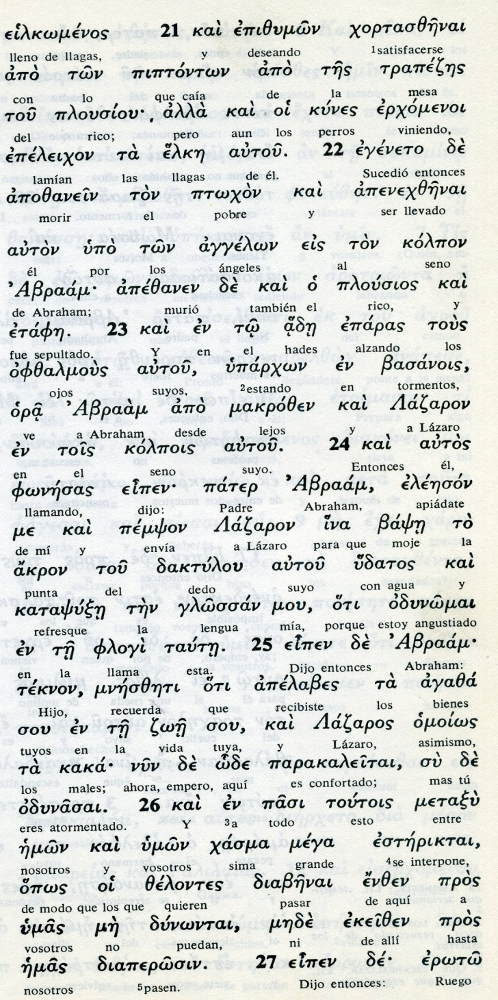 εἱλκωμένος 21 καὶ ἐπιθυμῶν χορτασθῆναι
lleno de llagas, y deseando 1satisfacerse
ἀπὸ τῶν πιπτόντων ἀπὸ τῆς τραπέζης
con lo que caía de la mesa
τοῦ πλουσίου· ἀλλὰ καὶ οἱ κύνες ἐρχόμενοι
del rico; pero aun los perros viniendo,
ἐπέλειχον τὰ ἕλκη αὐτοῦ. 22 ἐγένετο δὲ
lamían las llagas de él. Sucedió entonces
ἀποθανεῖν τὸν πτωχὸν καὶ ἀπενεχθῆναι
morir el pobre y ser llevado
αὐτὸν ὑπὸ τῶν ἀγγέλων εἰς τὸν κόλπον
él por los ángeles al seno
Ἀβραάμ· ἀπέθανεν δὲ καὶ ὁ πλούσιος καὶ
de Abraham; murió también el rico, y
ἐτάφη. 23 καὶ ἐν τῷ ᾅδῃ ἐπάρας τοὺς
fue sepultado. Y en el hades alzando los
ὀφθαλμοὺς αὐτοῦ, ὑπάρχων ἐν βασάνοις,
ojos suyos, 2estando en tormentos,
ὁρᾷ Ἀβραὰμ ἀπὸ μακρόθεν καὶ Λάζαρον
ve a Abraham desde lejos y a Lázaro
ἐν τοῖς κόλποις αὐτοῦ. 24 καὶ αὐτὸς
en el seno suyo. Entonces él,
φωνήσας εἶπεν· πάτερ Ἀβραάμ, ἐλέησόν
llamando, dijo: Padre Abraham, apiádate
με καὶ πέμψον Λάζαρον ἵνα βάψῃ τὸ
de mí y envía a Lázaro para que moje la
ἄκρον τοῦ δακτύλου αὐτοῦ ὕδατος καὶ
punta del dedo suyo con agua y
καταψύξῃ τὴν γλῶσσάν μου, ὅτι ὀδυνῶμαι
refresque la lengua mía, porque estoy angustiado
ἐν τῇ φλογὶ ταύτῃ. 25 εἶπεν δὲ Ἀβραάμ·
en la llama esta. Dijo entonces Abraham:
τέκνον, μνήσθητι ὅτι ἀπέλαβες τὰ ἀγαθά
Hijo, recuerda que recibiste los bienes
σου ἐν τῇ ζωῇ σου, καὶ Λάζαρος ὁμοίως
tuyos en la vida tuya, y Lázaro, asimismo,
τὰ κακά· νῦν δὲ ὧδε παρακαλεῖται, σὺ δὲ
los males; ahora, empero, aquí es confortado; mas tú
ὀδυνᾶσαι.. 26 καὶ ἐν πᾶσι τούτοις μεταξὺ
eres atormentado. Y 3a todo esto entre
ἡμῶν καὶ ὑμῶν χάσμα μέγα ἐστήρικται,
nosotros y vosotros sima grande 4se interpone,
ὅπως οἱ θέλοντες διαβῆναι ἔνθεν πρὸς
de modo que los que quieren pasar de aquí a
ὑμᾶς μὴ δύνωνται, μηδὲ ἐκεῖθεν πρὸς
vosotros no puedan, ni de allí hasta
ἡμᾶς διαπερῶσιν. 27 εἶπεν δέ· ἐρωτῶ
nosotros 5pasen. Dijo entonces: Ruego